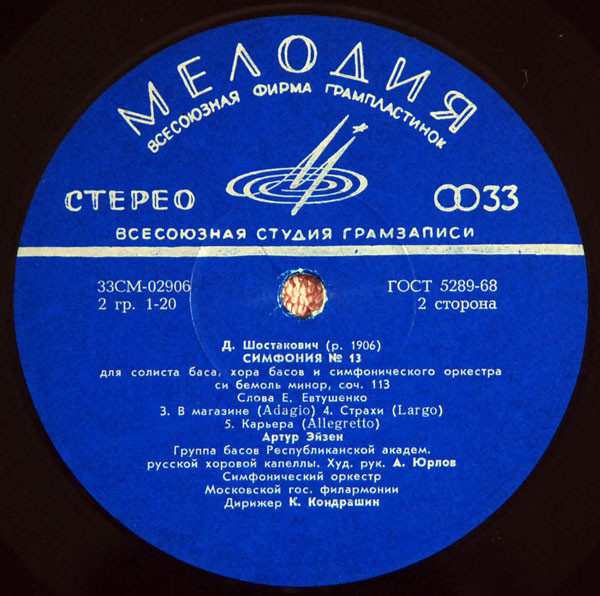 МЕЛОДИЯ
ВСЕСОЮЗНАЯ ФИРМА ГРАМПЛАСТИНОК
СТЕРЕО
33
ВСЕСОЮЗНАЯ СТУДИЯ ГРАМЗАПИСИ
33СМ-02906
ГОСТ 5289-68
2 гр. 1-20
2 сторона
Д. Шостакович (р. 1906)
СИМФОНИЯ № 13
для солиста баса, хора басов и симфонического оркестра
си бемоль минор, соч. 113
Слова Е. Евтушенко
3. В магазине (Adagio) 4. Страхи (Largo)
5. Карьера (Allegretto)
Артур Эйзен
Группа басов Республиканской академ.
русской хоровой капеллы. Худ. рук. А. Юрлов
Симфонический оркестр
Московской гос. филармонии
Дирижер К. Кондрашин